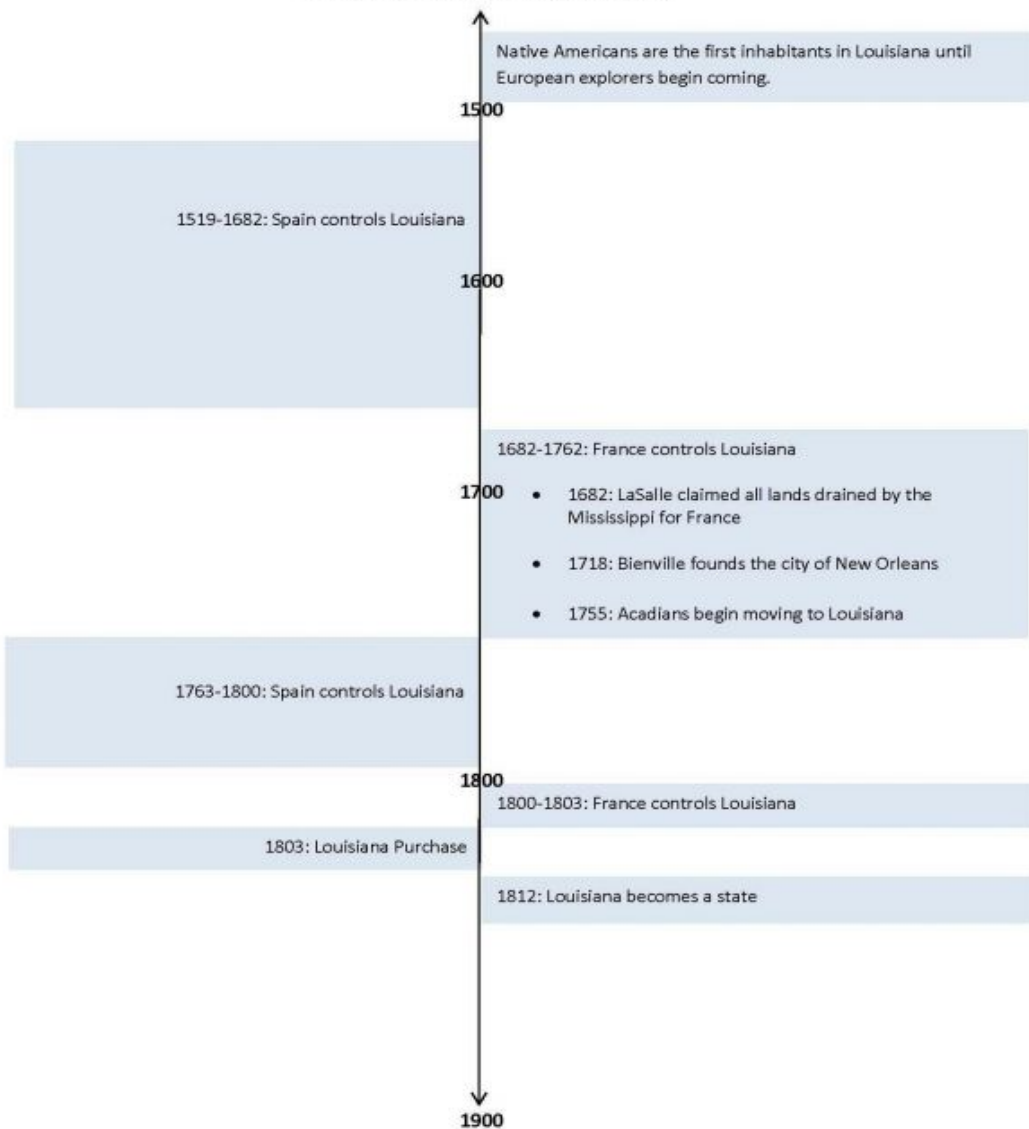 Native Americans are the first inhabitants in Louisiana until
European explorers begin coming.
1500
1519-1682: Spain controls Louisiana
1600
1682-1762: France controls Louisiana
1700
• 1682: LaSalle claimed all lands drained by the
Mississippi for France
• 1718: Bienville founds the city of New Orleans
• 1755: Acadians begin moving to Louisiana
1763-1800: Spain controls Louisiana
1800
1800-1803: France controls Louisiana
1803: Louisiana Purchase
1812: Louisiana becomes a state
1900